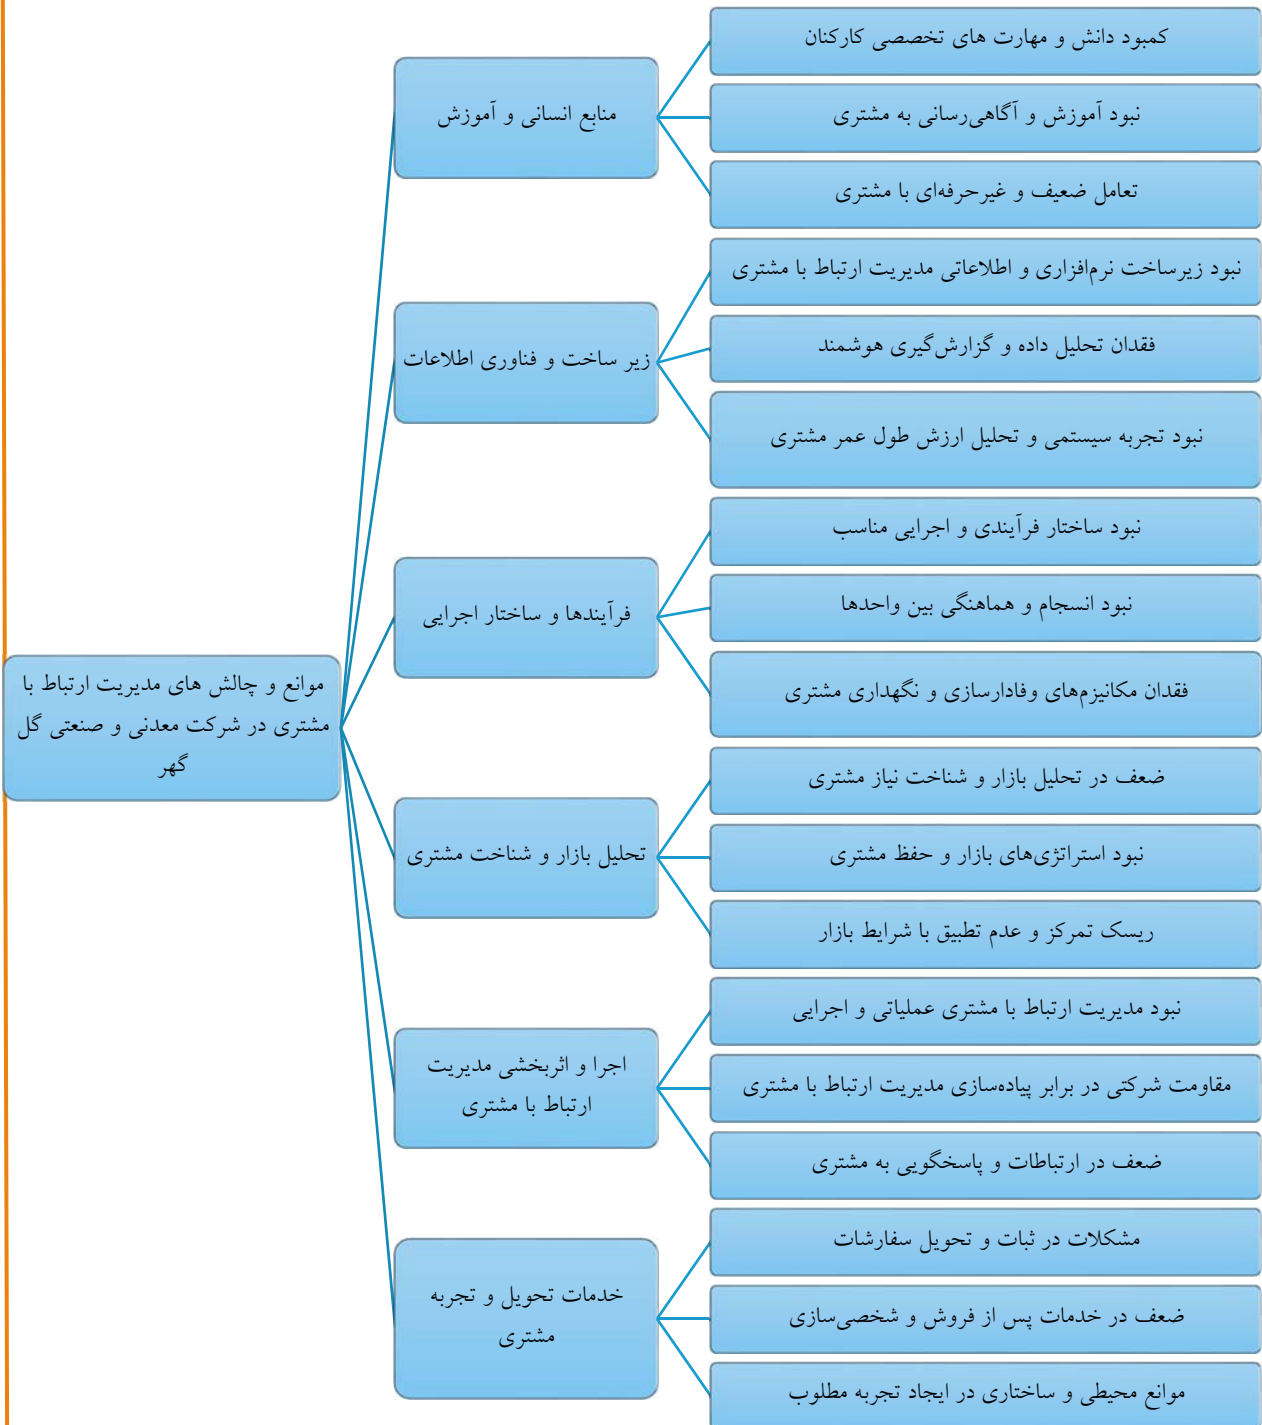 موانع و چالش های مدیریت ارتباط با
مشتری در شرکت معدنی و صنعتی گل
گهر
منابع انسانی و آموزش
کمبود دانش و مهارت های تخصصی کارکنان
نبود آموزش و آگاهی‌رسانی به مشتری
تعامل ضعیف و غیرحرفه‌ای با مشتری
زیر ساخت و فناوری اطلاعات
نبود زیرساخت نرم‌افزاری و اطلاعاتی مدیریت ارتباط با مشتری
فقدان تحلیل داده و گزارش‌گیری هوشمند
نبود تجربه سیستمی و تحلیل ارزش طول عمر مشتری
فرآیندها و ساختار اجرایی
نبود ساختار فرآیندی و اجرایی مناسب
نبود انسجام و هماهنگی بین واحدها
فقدان مکانیزم‌های وفادارسازی و نگهداری مشتری
تحلیل بازار و شناخت مشتری
ضعف در تحلیل بازار و شناخت نیاز مشتری
نبود استراتژی‌های بازار و حفظ مشتری
ریسک تمرکز و عدم تطبیق با شرایط بازار
اجرا و اثربخشی مدیریت
ارتباط با مشتری
نبود مدیریت ارتباط با مشتری عملیاتی و اجرایی
مقاومت شرکتی در برابر پیاده‌سازی مدیریت ارتباط با مشتری
ضعف در ارتباطات و پاسخگویی به مشتری
خدمات تحویل و تجربه
مشتری
مشکلات در ثبات و تحویل سفارشات
ضعف در خدمات پس از فروش و شخصی‌سازی
موانع محیطی و ساختاری در ایجاد تجربه مطلوب